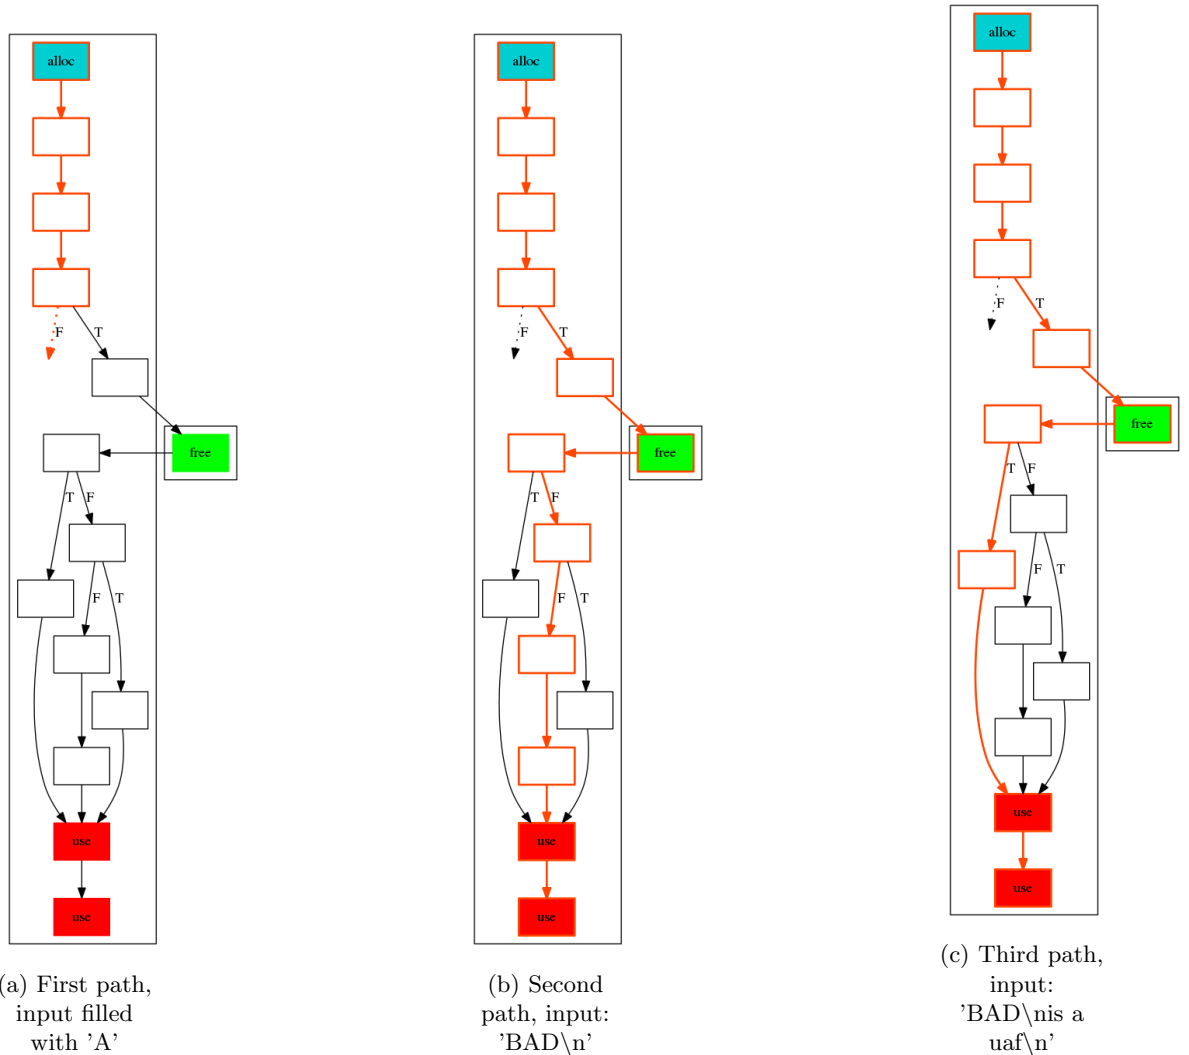 alloc
F
T
free
T
F
F
T
use
use
(a) First path,
input filled
with 'A'
alloc
F
T
free
T
F
F
T
use
use
(b) Second
path, input:
'BAD\n'
alloc
F
T
free
T
F
F
T
use
use
(c) Third path,
input:
'BAD\nis a
uaf\n'